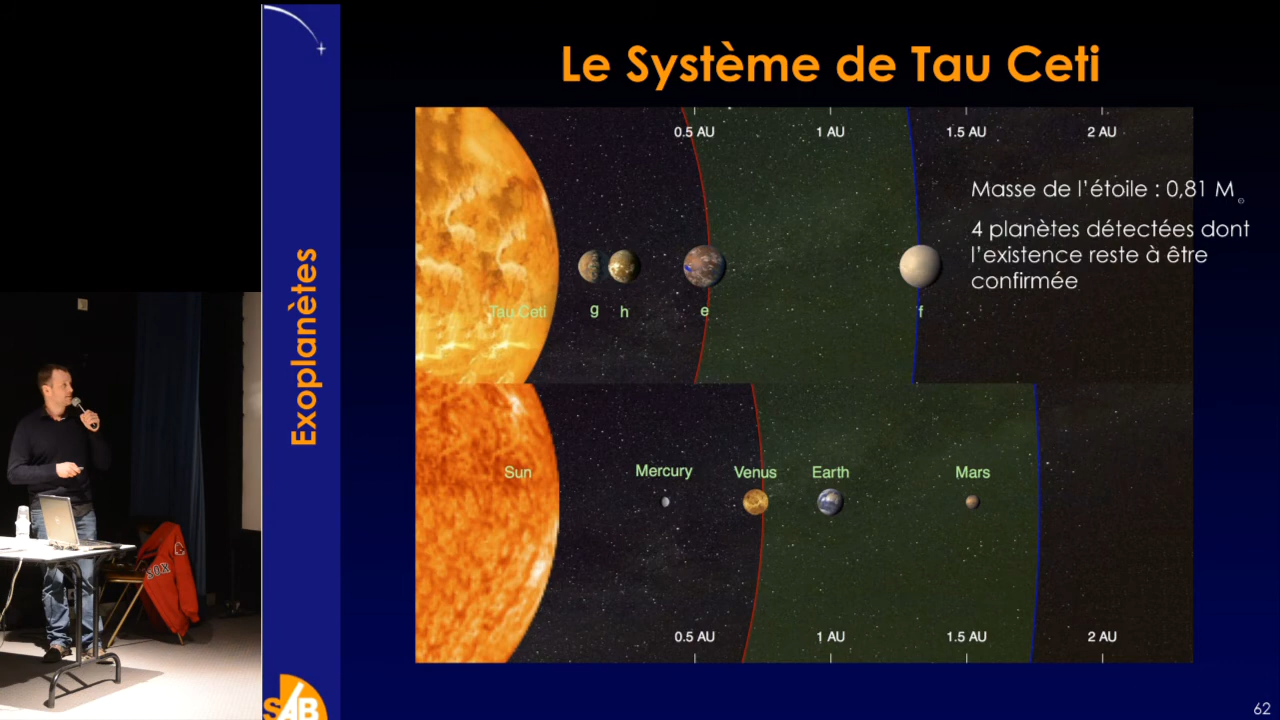 Le Système de Tau Ceti
Exoplanètes
0.5 AU 1 AU 1.5 AU 2 AU
Masse de l'étoile : 0,81 M☉
4 planètes détectées dont
l'existence reste à être
confirmée
Tau Ceti g h e f
Sun Mercury Venus Earth Mars
0.5 AU 1 AU 1.5 AU 2 AU
SOX
SAB
62